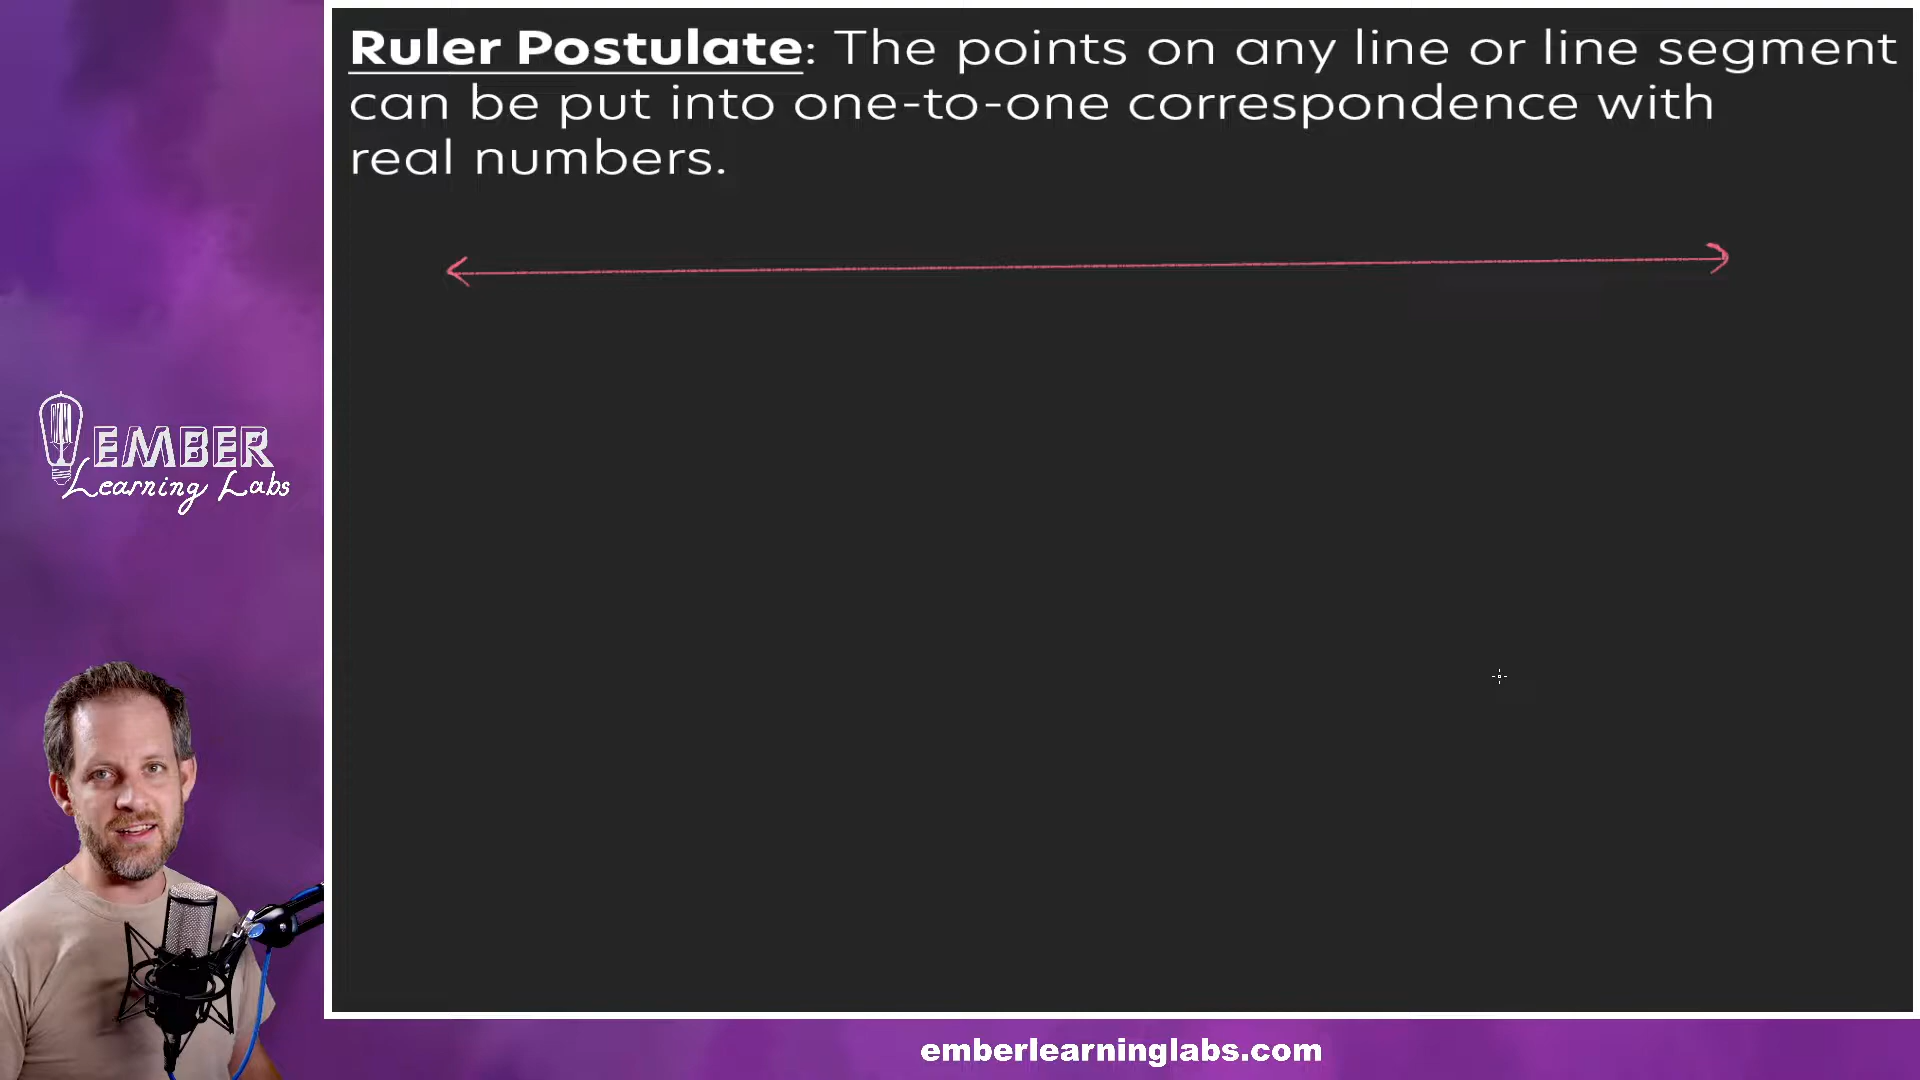 Ruler Postulate: The points on any line or line segment
can be put into one-to-one correspondence with
real numbers.
EMBER
Learning Labs
emberlearninglabs.com